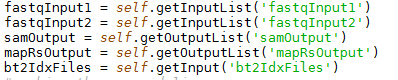 fastqInput1 = self.getInputList('fastqInput1')
fastqInput2 = self.getInputList('fastqInput2')
samOutput = self.getOutputList('samOutput')
mapRsOutput = self.getOutputList('mapRsOutput')
bt2IdxFiles = self.getInput('bt2IdxFiles')